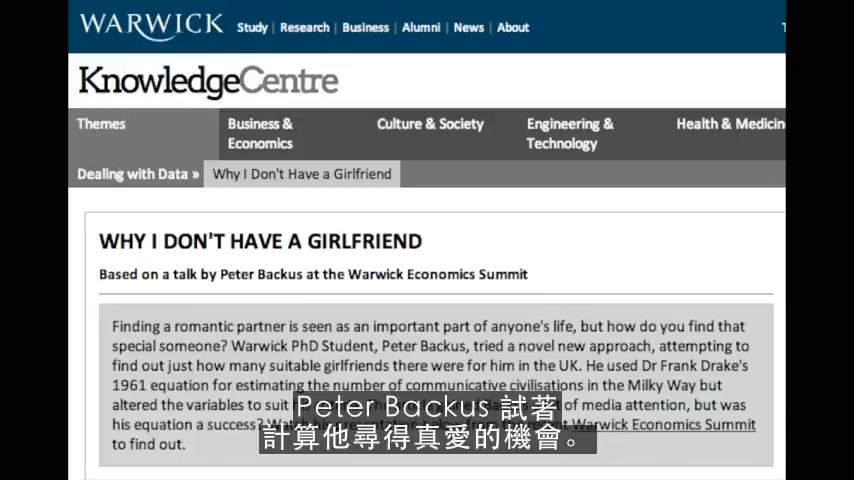 WARWICK
Study | Research | Business | Alumni | News | About
KnowledgeCentre
Themes
Business &
Economics
Culture & Society
Engineering &
Technology
Health &
Dealing with Data »
Why I Don't Have a Girlfriend
WHY I DON'T HAVE A GIRLFRIEND
Based on a talk by Peter Backus at the Warwick Economics Summit
Finding a romantic partner is seen as an important part of anyone's life, but how do you find that
special someone? Warwick PhD Student, Peter Backus, tried a novel new approach, attempting to
find out just how many suitable girlfriends there were for him in the UK. He used Dr Frank Drake's
1961 equation for estimating the number of communicative civilisations in the Milky Way but
altered the variables to suit of media attention, but was
his equation a success? Warwick Economics Summit
to find out.
Peter Backus 試著
計算他尋得真愛的機會。